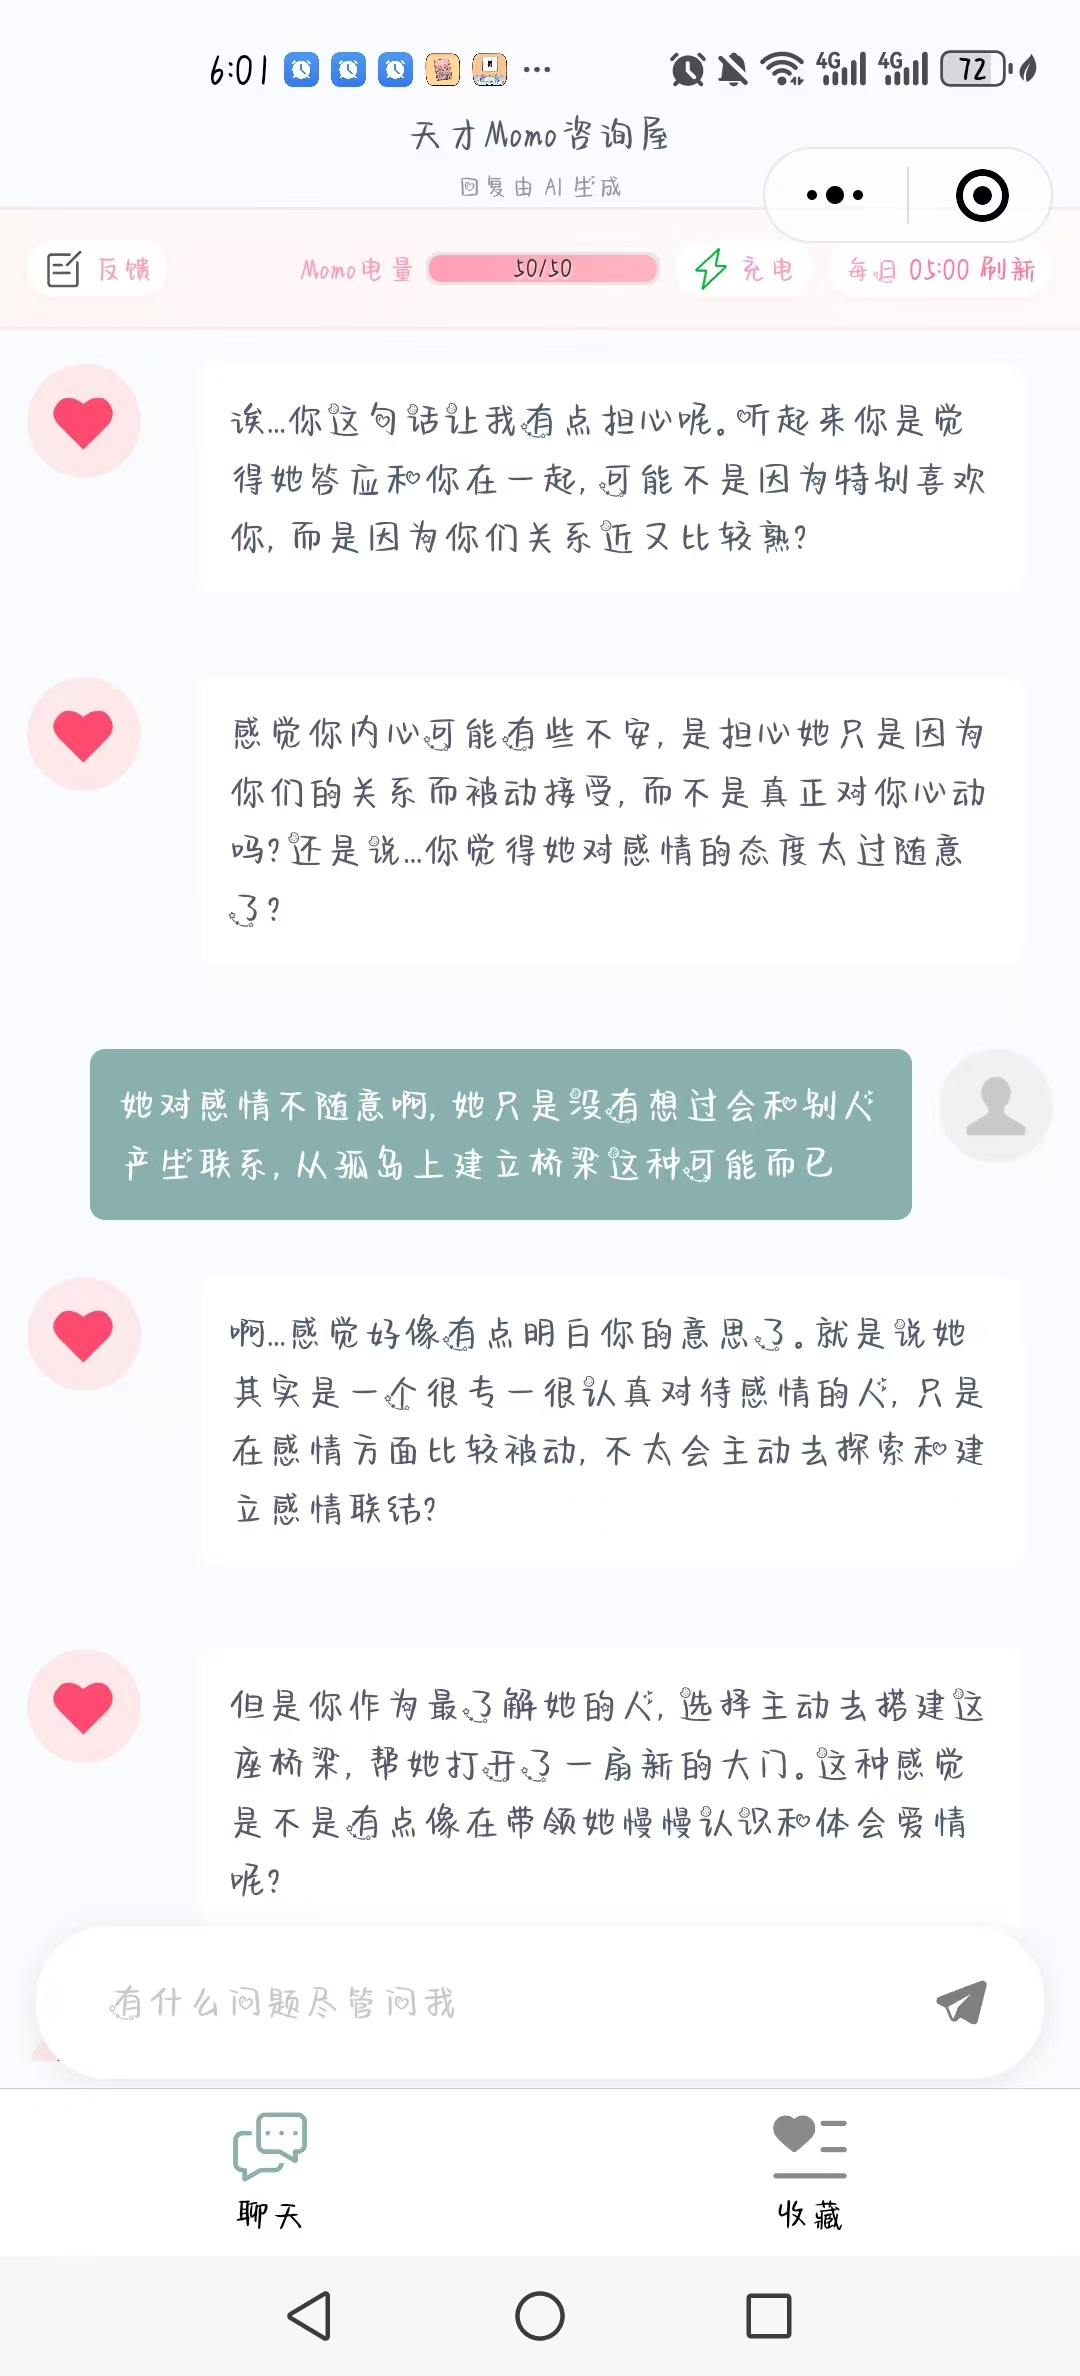 6:01
4G 4G 72
天才Momo咨询屋
回复由 AI 生成
反馈 Momo电量 50/50 充电 每日 05:00 刷新
诶...你这句话让我有点担心呢。听起来你是觉
得她答应和你在一起, 可能不是因为特别喜欢
你, 而是因为你们关系近又比较熟?
感觉你内心可能有些不安, 是担心她只是因为
你们的关系而被动接受, 而不是真正对你心动
吗? 还是说...你觉得她对感情的态度太过随意
了?
她对感情不随意啊, 她只是没有想过会和别人
产生联系, 从孤岛上建立桥梁这种可能而已
啊...感觉好像有点明白你的意思了。就是说她
其实是一个很专一很认真对待感情的人, 只是
在感情方面比较被动, 不太会主动去探索和建
立感情联结?
但是你作为最了解她的人, 选择主动去搭建这
座桥梁, 帮她打开了一扇新的大门。这种感觉
是不是有点像在带领她慢慢认识和体会爱情
呢?
有什么问题尽管问我
聊天 收藏